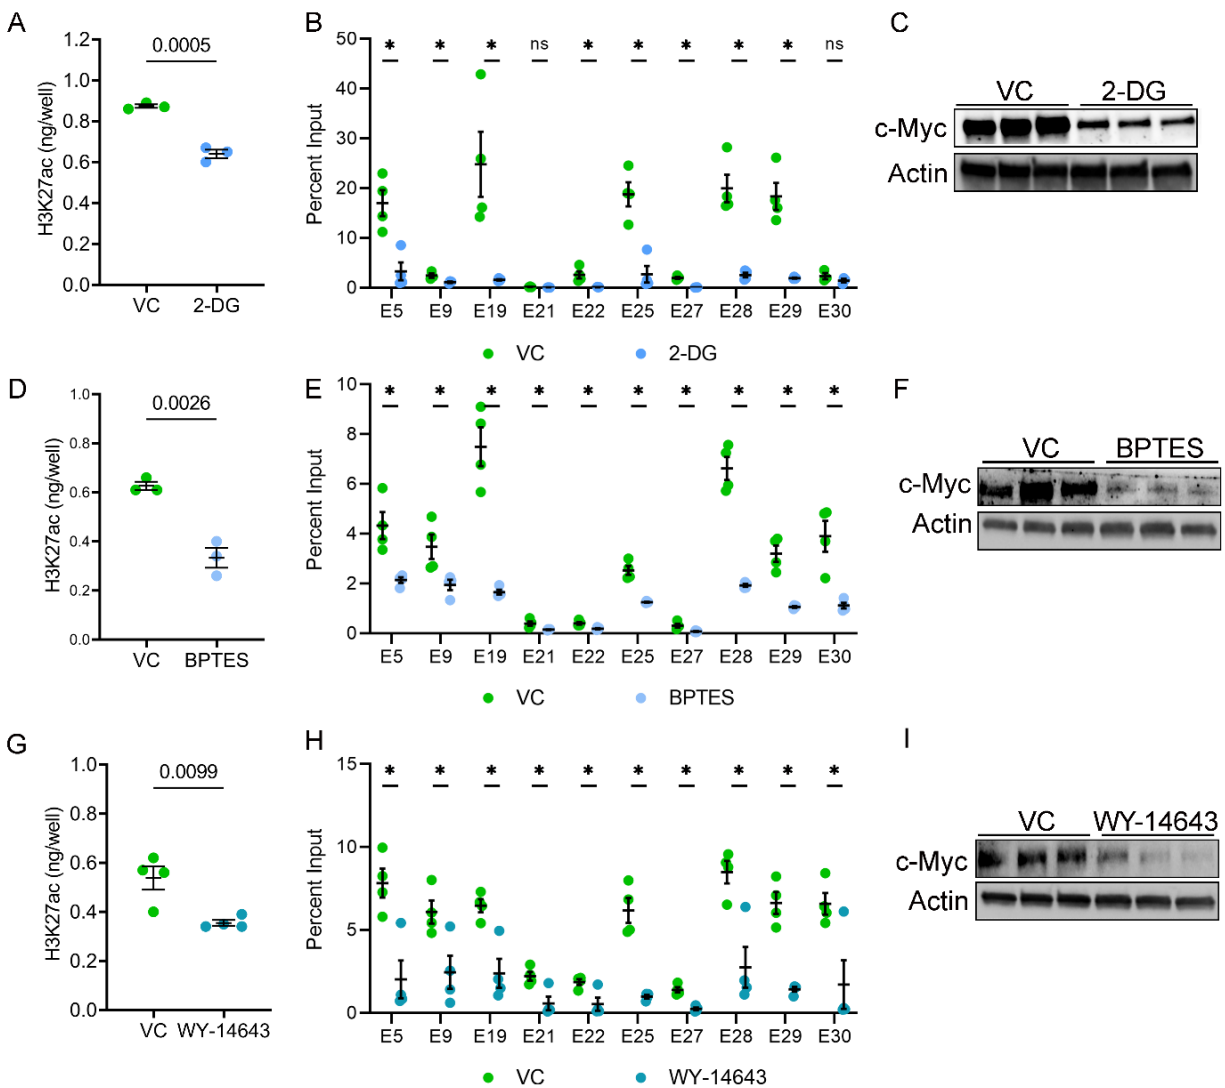 A
H3K27ac (ng/well)
1.2
1.0
0.8
0.6
0.4
0.2
0.0
0.0005
VC 2-DG
B
Percent Input
50
40
30
20
10
0
* * * ns * * * * * ns
E5 E9 E19 E21 E22 E25 E27 E28 E29 E30
VC 2-DG
C
VC 2-DG
c-Myc
Actin
D
H3K27ac (ng/well)
1.0
0.8
0.6
0.4
0.2
0.0
0.0026
VC BPTES
E
Percent Input
10
8
6
4
2
0
* * * * * * * * * *
E5 E9 E19 E21 E22 E25 E27 E28 E29 E30
VC BPTES
F
VC BPTES
c-Myc
Actin
G
H3K27ac (ng/well)
1.0
0.8
0.6
0.4
0.2
0.0
0.0099
VC WY-14643
H
Percent Input
15
10
5
0
* * * * * * * * * *
E5 E9 E19 E21 E22 E25 E27 E28 E29 E30
VC WY-14643
I
VC WY-14643
c-Myc
Actin